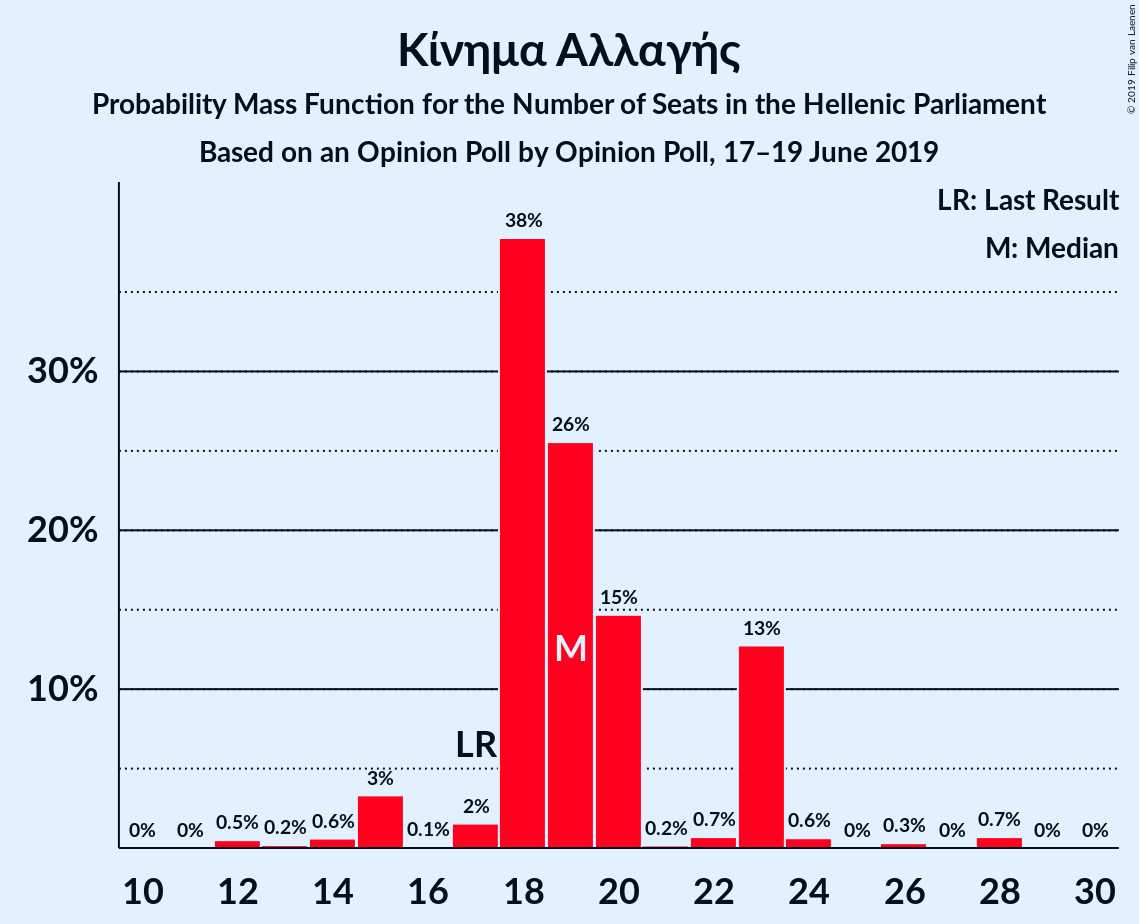 Κίνημα Αλλαγής
Probability Mass Function for the Number of Seats in the Hellenic Parliament
Based on an Opinion Poll by Opinion Poll, 17–19 June 2019
© 2019 Filip van Laenen
LR: Last Result
M: Median
38%
30%
26%
20%
15%
13%
M
10%
LR
3%
2%
0% 0% 0.5% 0.2% 0.6% 0.1% 0.2% 0.7% 0.6% 0% 0.3% 0% 0.7% 0% 0%
10 12 14 16 18 20 22 24 26 28 30